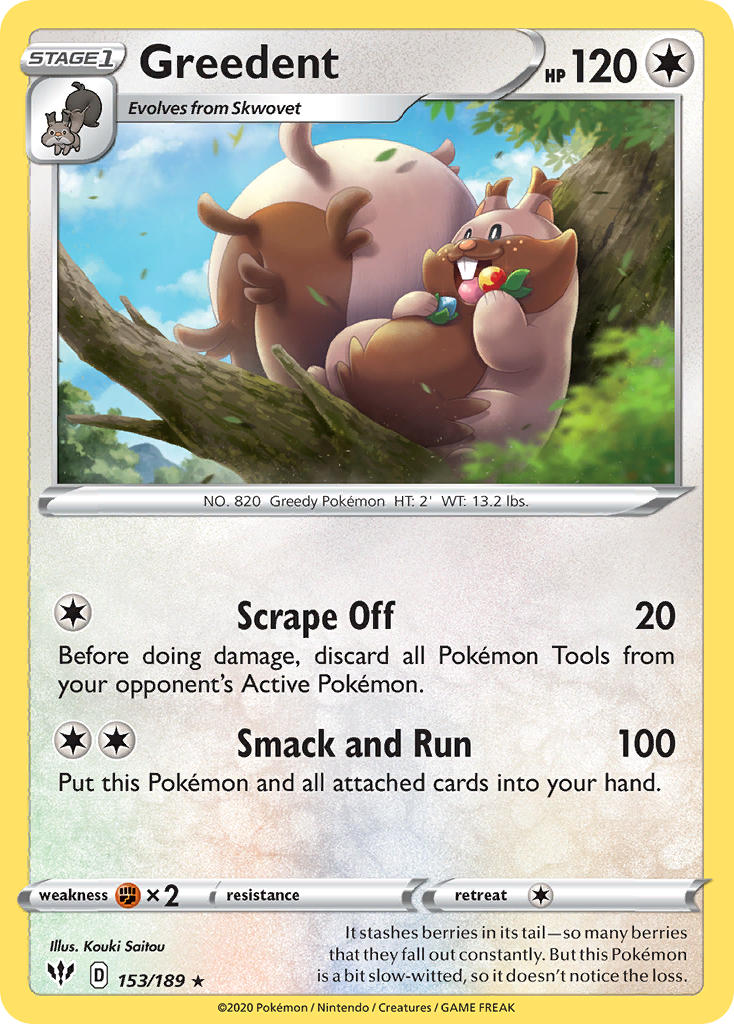 STAGE 1
Greedent
HP 120
Evolves from Skwovet
NO. 820 Greedy Pokémon HT: 2' WT: 13.2 lbs.
Scrape Off 20
Before doing damage, discard all Pokémon Tools from
your opponent's Active Pokémon.
Smack and Run 100
Put this Pokémon and all attached cards into your hand.
weakness ×2 resistance retreat
Illus. Kouki Saitou
D 153/189 ★
It stashes berries in its tail—so many berries
that they fall out constantly. But this Pokémon
is a bit slow-witted, so it doesn't notice the loss.
©2020 Pokémon / Nintendo / Creatures / GAME FREAK